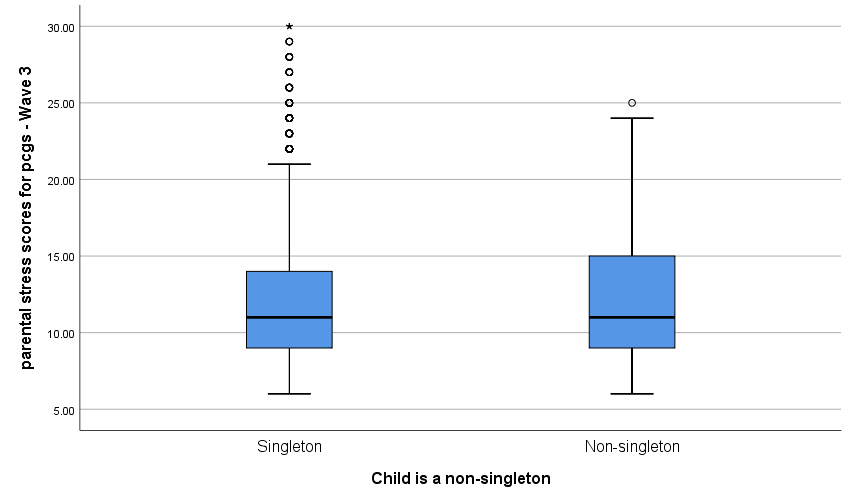 parental stress scores for pcgs - Wave 3
30.00
25.00
20.00
15.00
10.00
5.00
Singleton
Non-singleton
Child is a non-singleton